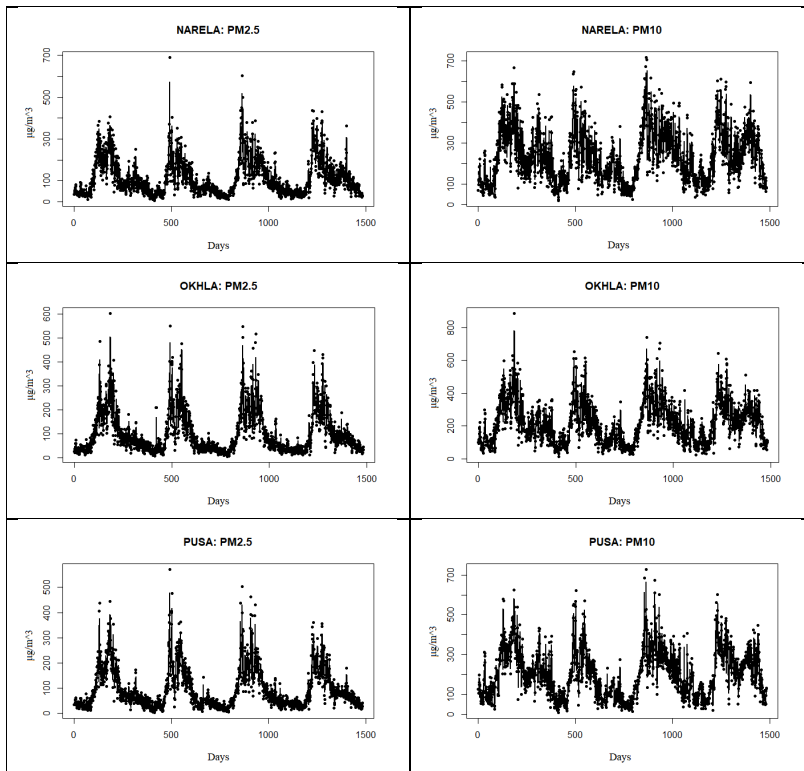 NARELA: PM2.5
µg/m^3
0 100 300 500 700
0 500 1000 1500
Days
NARELA: PM10
µg/m^3
0 100 300 500 700
0 500 1000 1500
Days
OKHLA: PM2.5
µg/m^3
0 100 200 300 400 500 600
0 500 1000 1500
Days
OKHLA: PM10
µg/m^3
0 200 400 600 800
0 500 1000 1500
Days
PUSA: PM2.5
µg/m^3
0 100 200 300 400 500
0 500 1000 1500
Days
PUSA: PM10
µg/m^3
0 100 300 500 700
0 500 1000 1500
Days